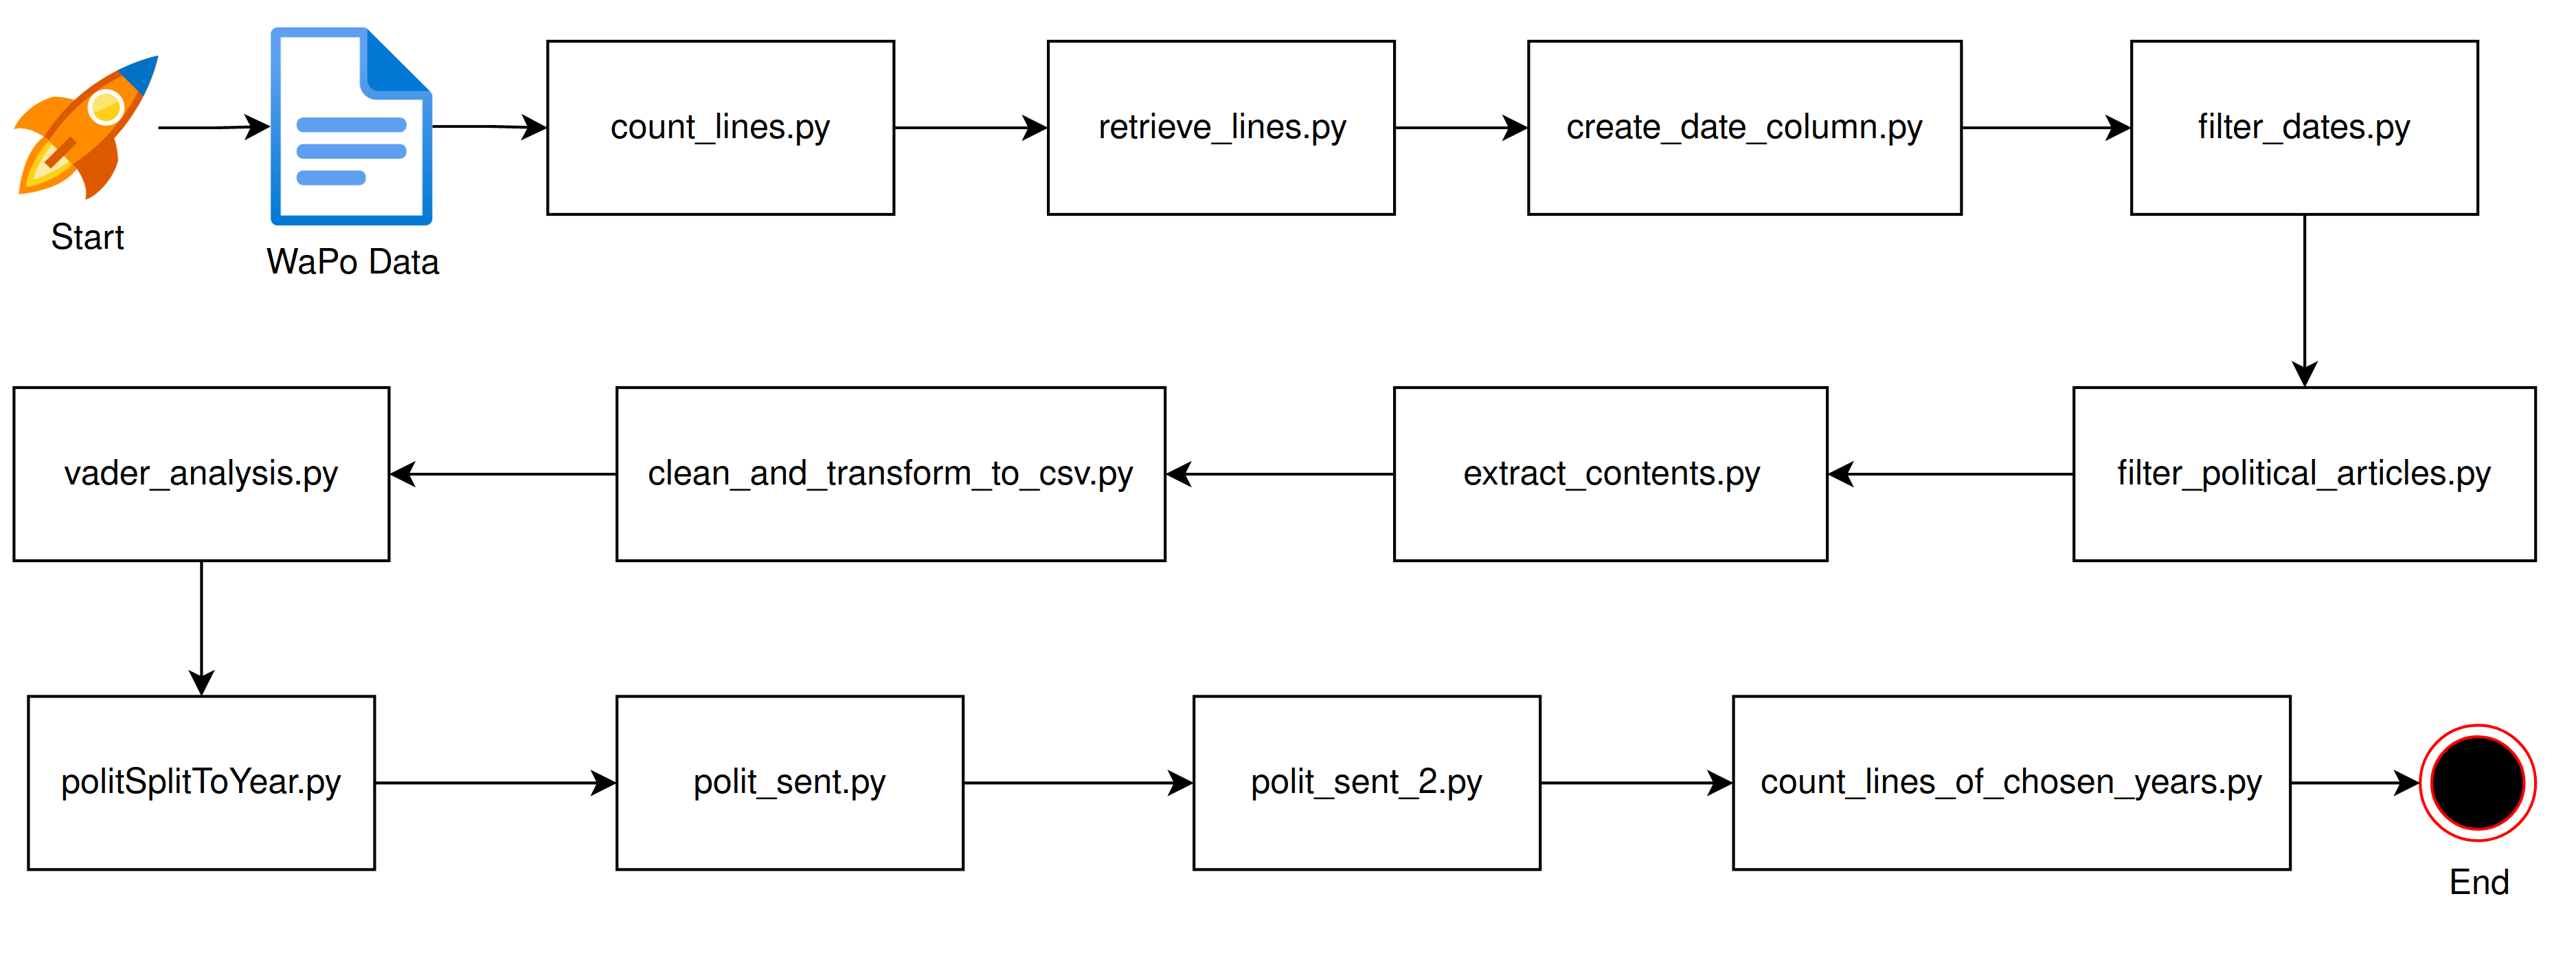 Start
WaPo Data
count_lines.py
retrieve_lines.py
create_date_column.py
filter_dates.py
filter_political_articles.py
extract_contents.py
clean_and_transform_to_csv.py
vader_analysis.py
politSplitToYear.py
polit_sent.py
polit_sent_2.py
count_lines_of_chosen_years.py
End